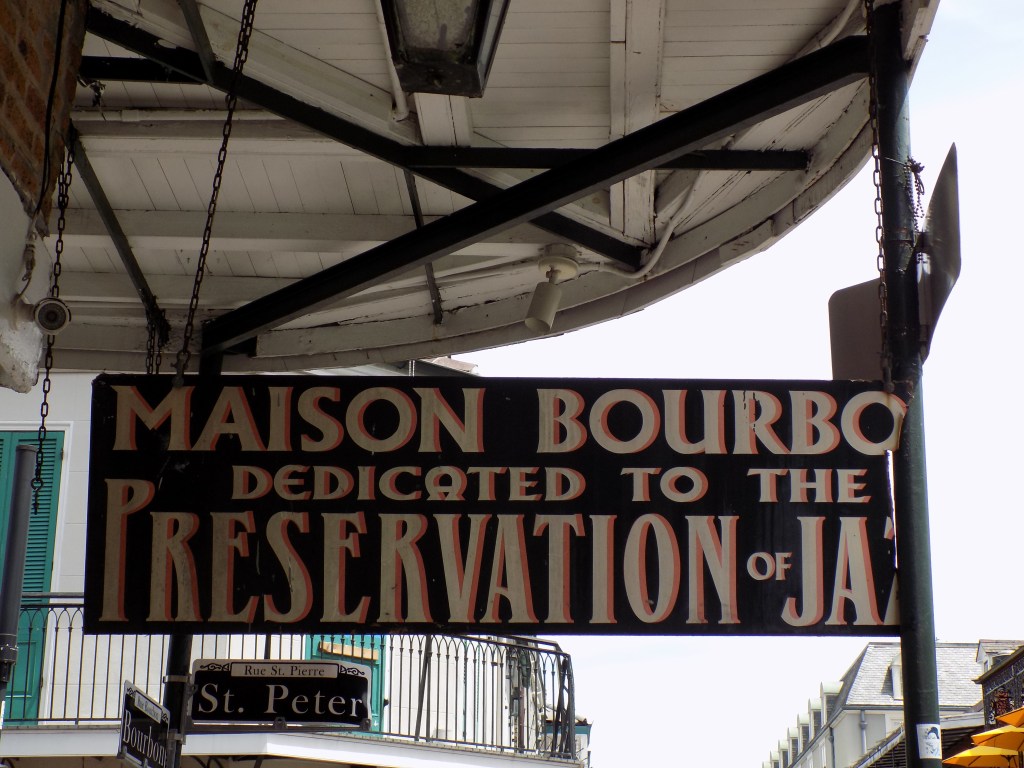 MAISON BOURBO
DEDICATED TO THE
PRESERVATION OF JA
Rue St. Pierre
St. Peter
Bourbon